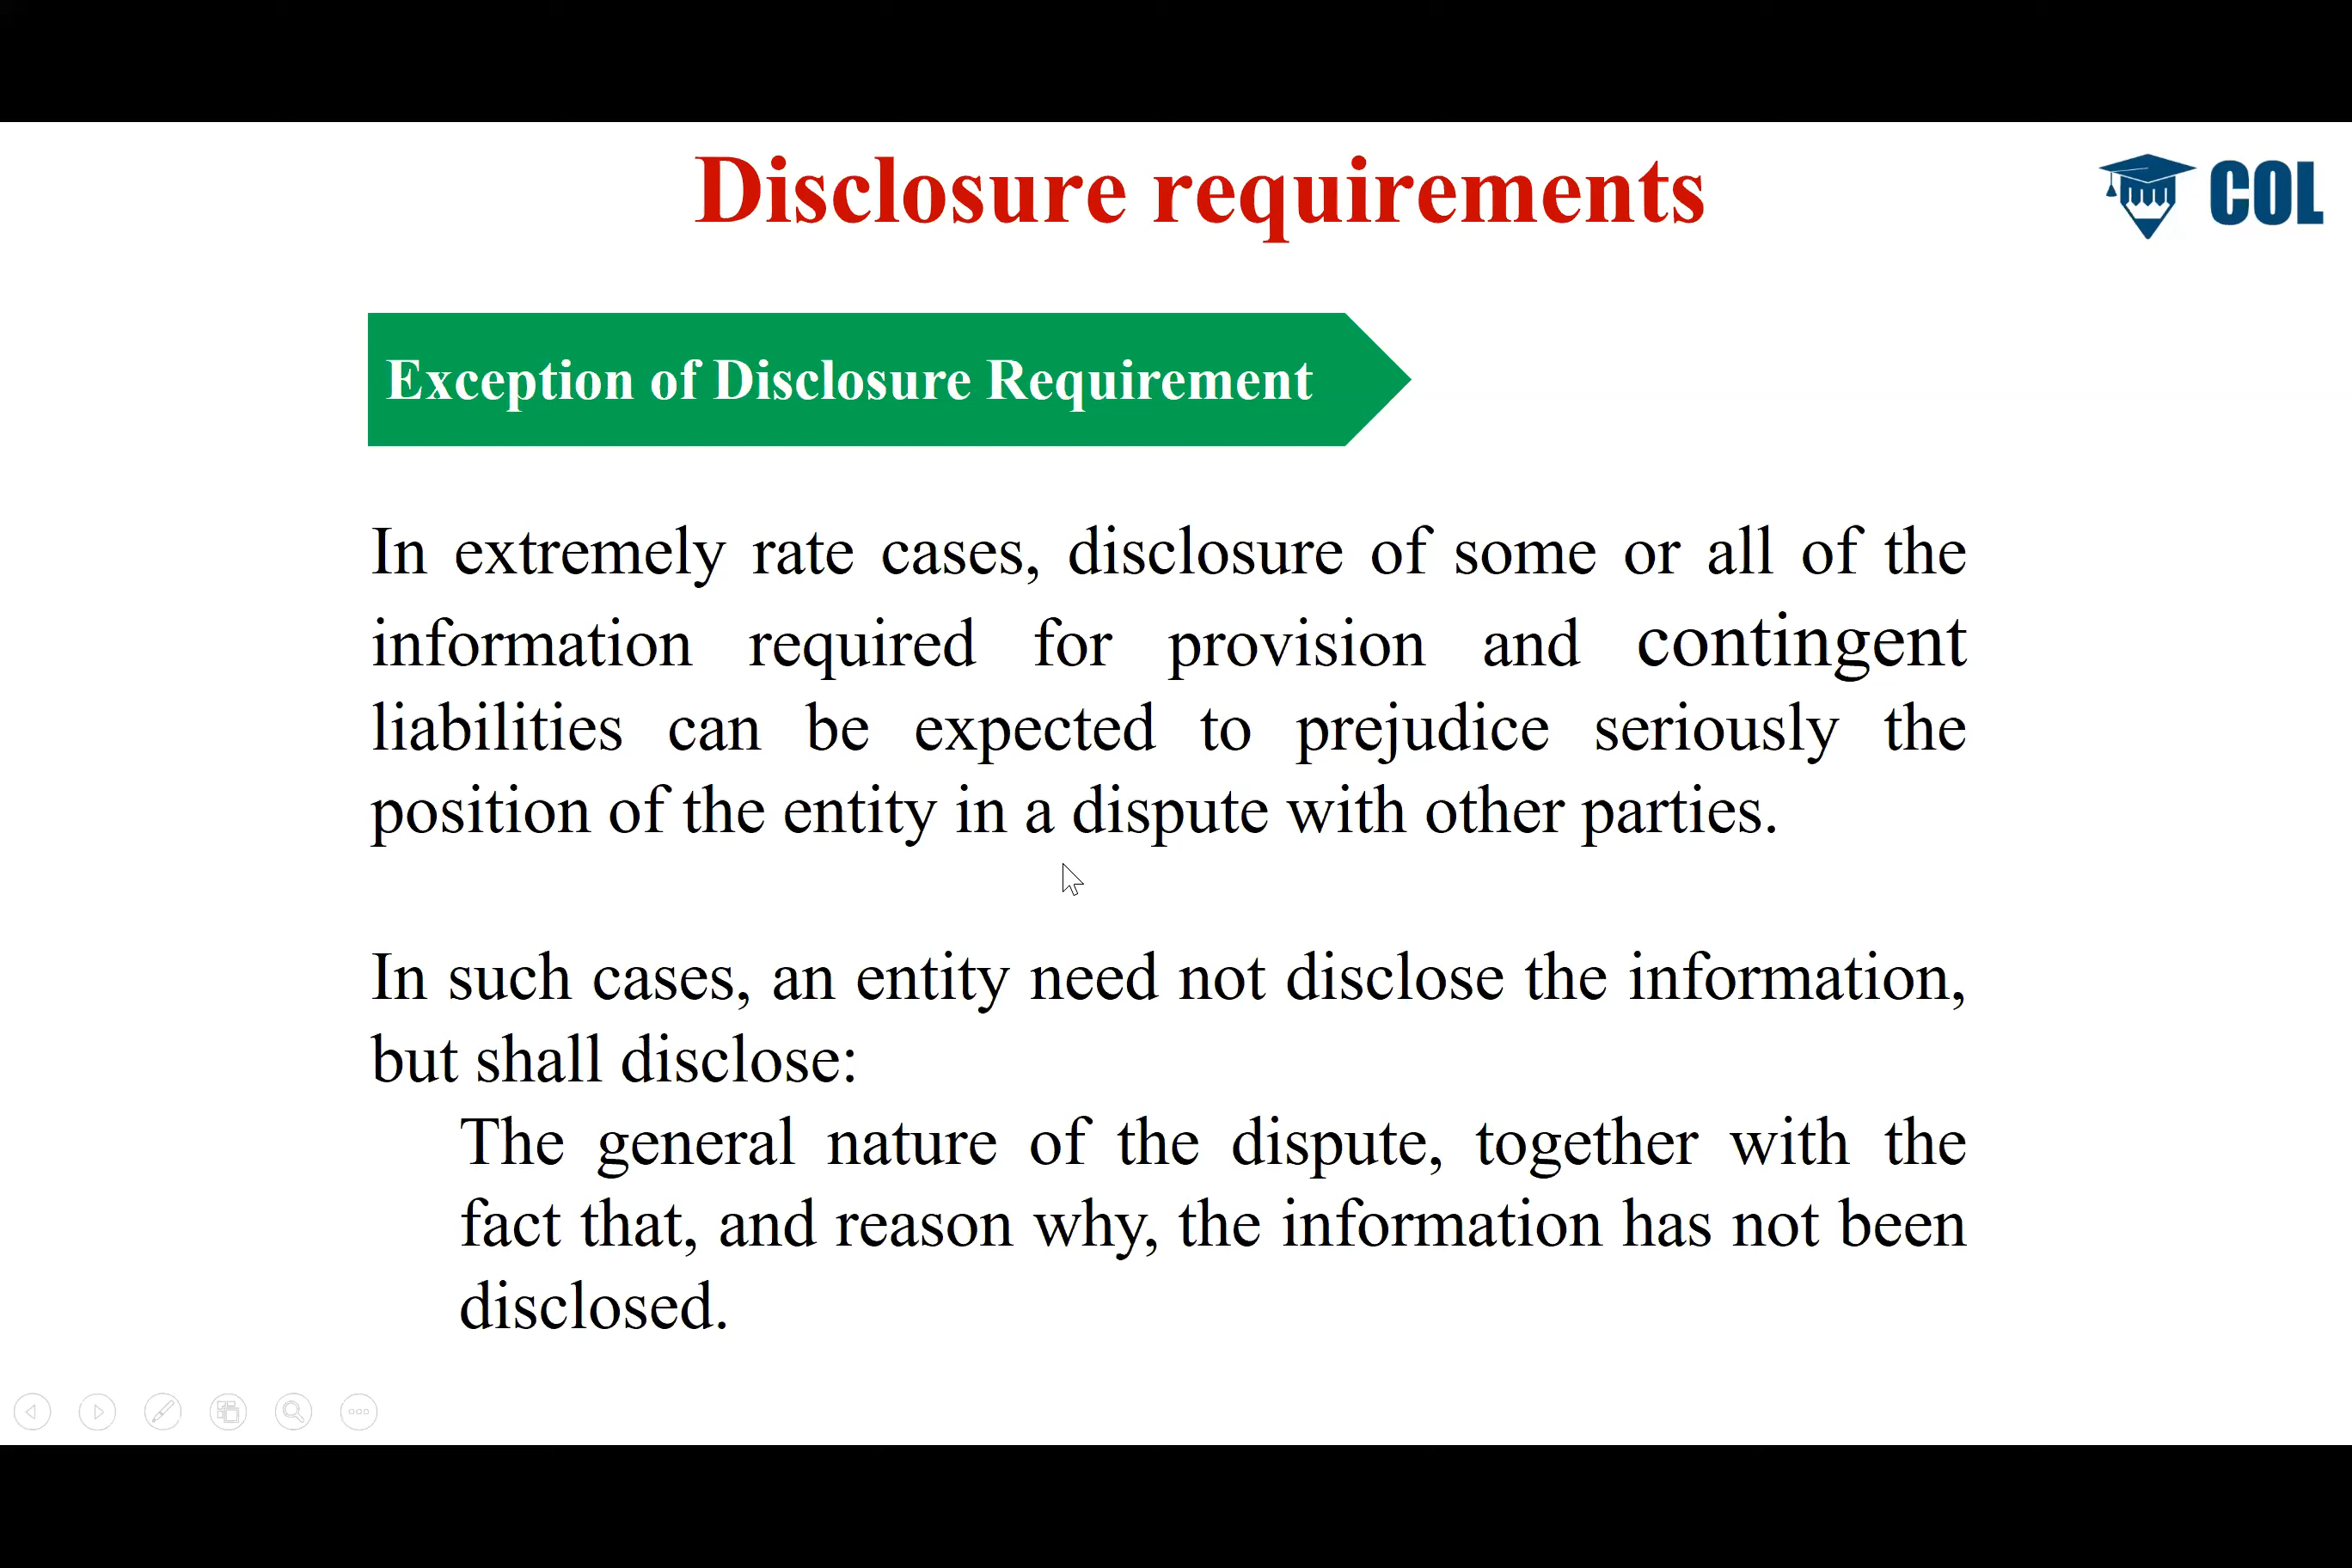 Disclosure requirements
COL
Exception of Disclosure Requirement
In extremely rate cases, disclosure of some or all of the
information required for provision and contingent
liabilities can be expected to prejudice seriously the
position of the entity in a dispute with other parties.
In such cases, an entity need not disclose the information,
but shall disclose:
The general nature of the dispute, together with the
fact that, and reason why, the information has not been
disclosed.